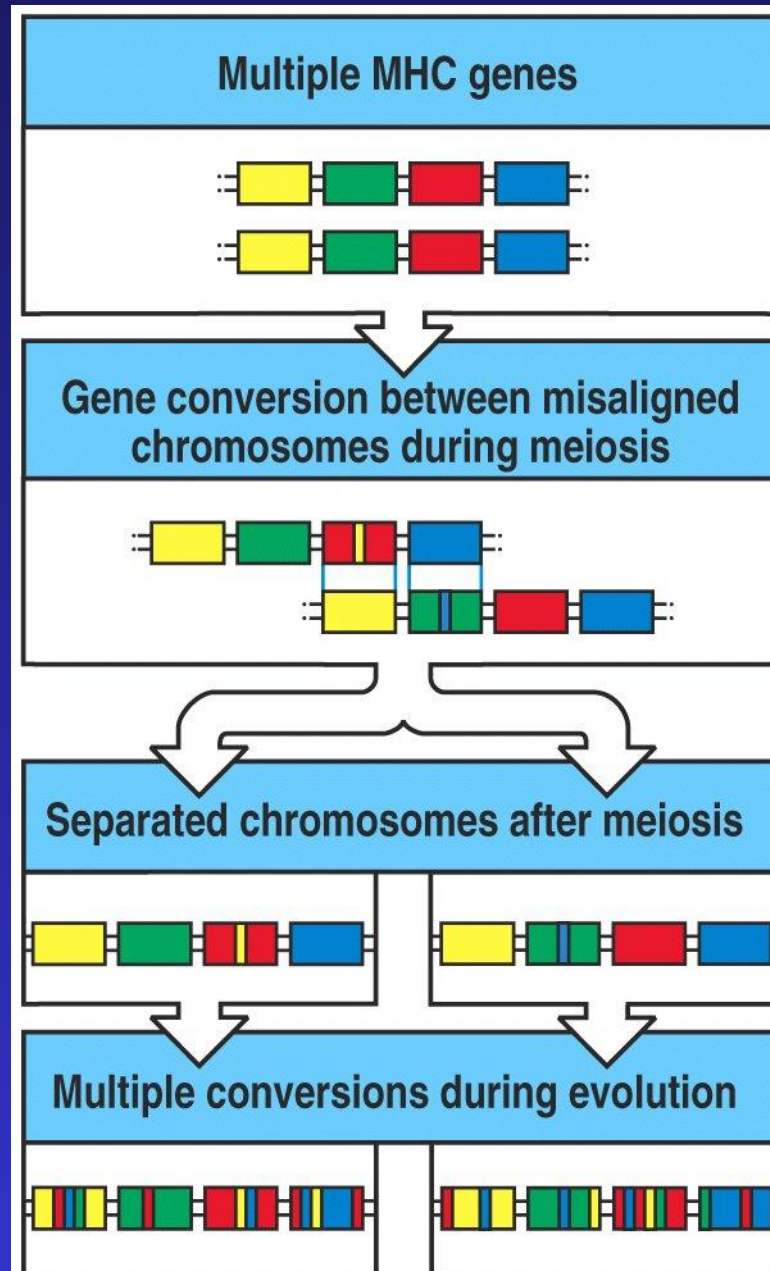 Multiple MHC genes
Gene conversion between misaligned
chromosomes during meiosis
Separated chromosomes after meiosis
Multiple conversions during evolution